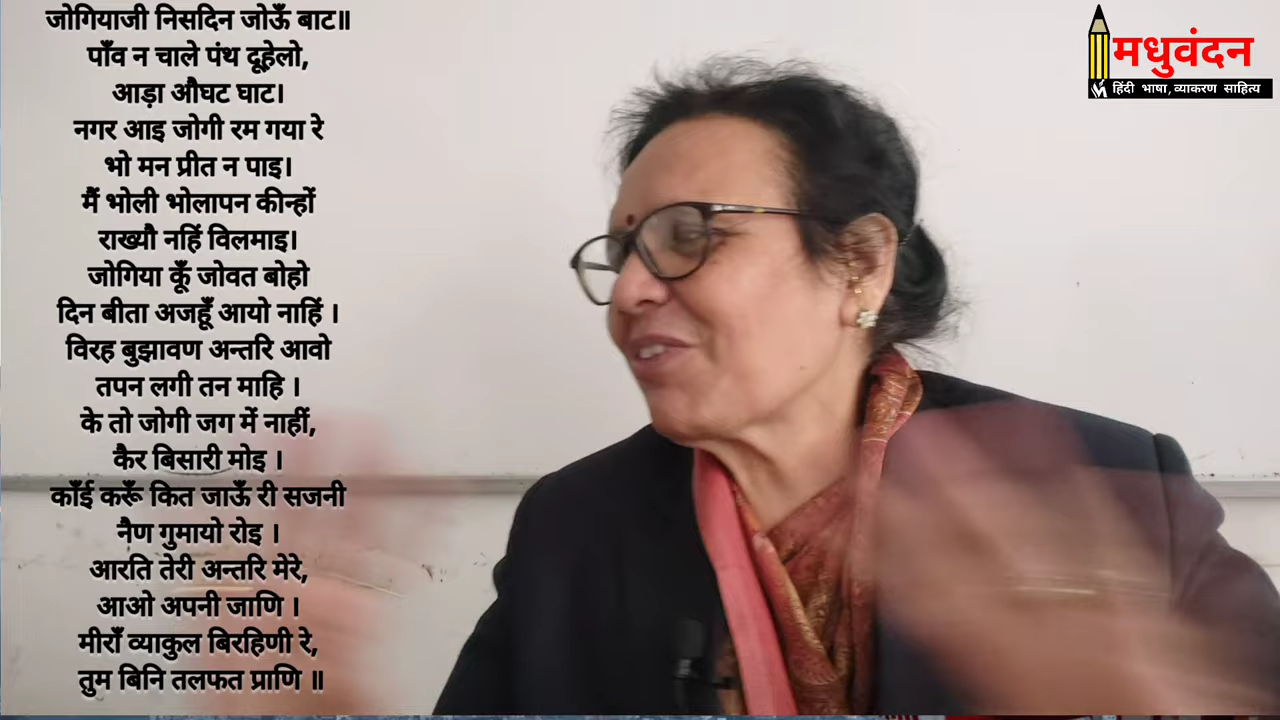 जोगियाजी निसदिन जोऊँ बाट॥
पाँव न चाले पंथ दूहेलो,
आड़ा औघट घाट।
नगर आइ जोगी रम गया रे
भो मन प्रीत न पाइ।
मैं भोली भोलापन कीन्हों
राख्यौ नहिं विलमाइ।
जोगिया कूँ जोवत बोहो
दिन बीता अजहूँ आयो नाहिं ।
विरह बुझावण अन्तरि आवो
तपन लगी तन माहि ।
के तो जोगी जग में नाहीं,
कैर बिसारी मोइ ।
काँई करूँ कित जाऊँ री सजनी
नैण गुमायो रोइ ।
आरति तेरी अन्तरि मेरे,
आओ अपनी जाणि ।
मीराँ व्याकुल बिरहिणी रे,
तुम बिनि तलफत प्राणि ॥
मधुवंदन
हिंदी भाषा, व्याकरण साहित्य